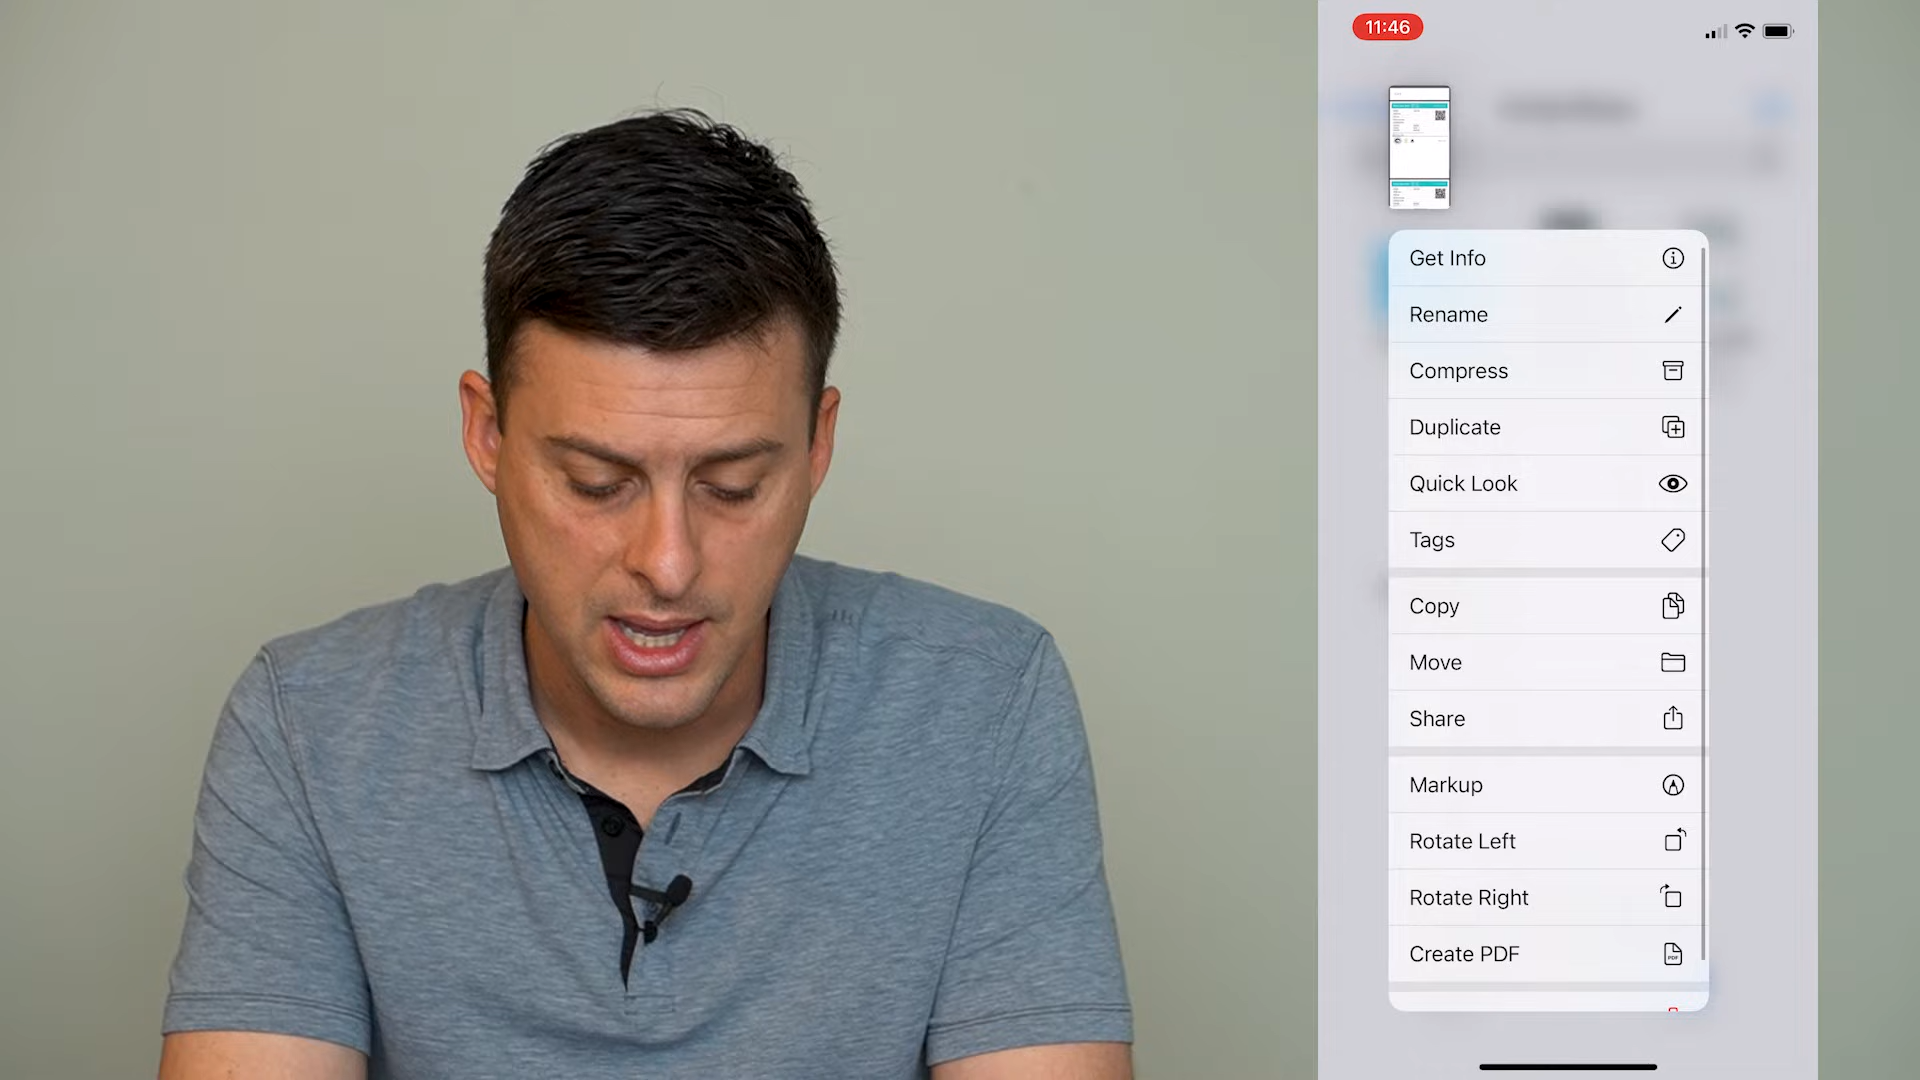 11:46
Get Info
Rename
Compress
Duplicate
Quick Look
Tags
Copy
Move
Share
Markup
Rotate Left
Rotate Right
Create PDF
PDF